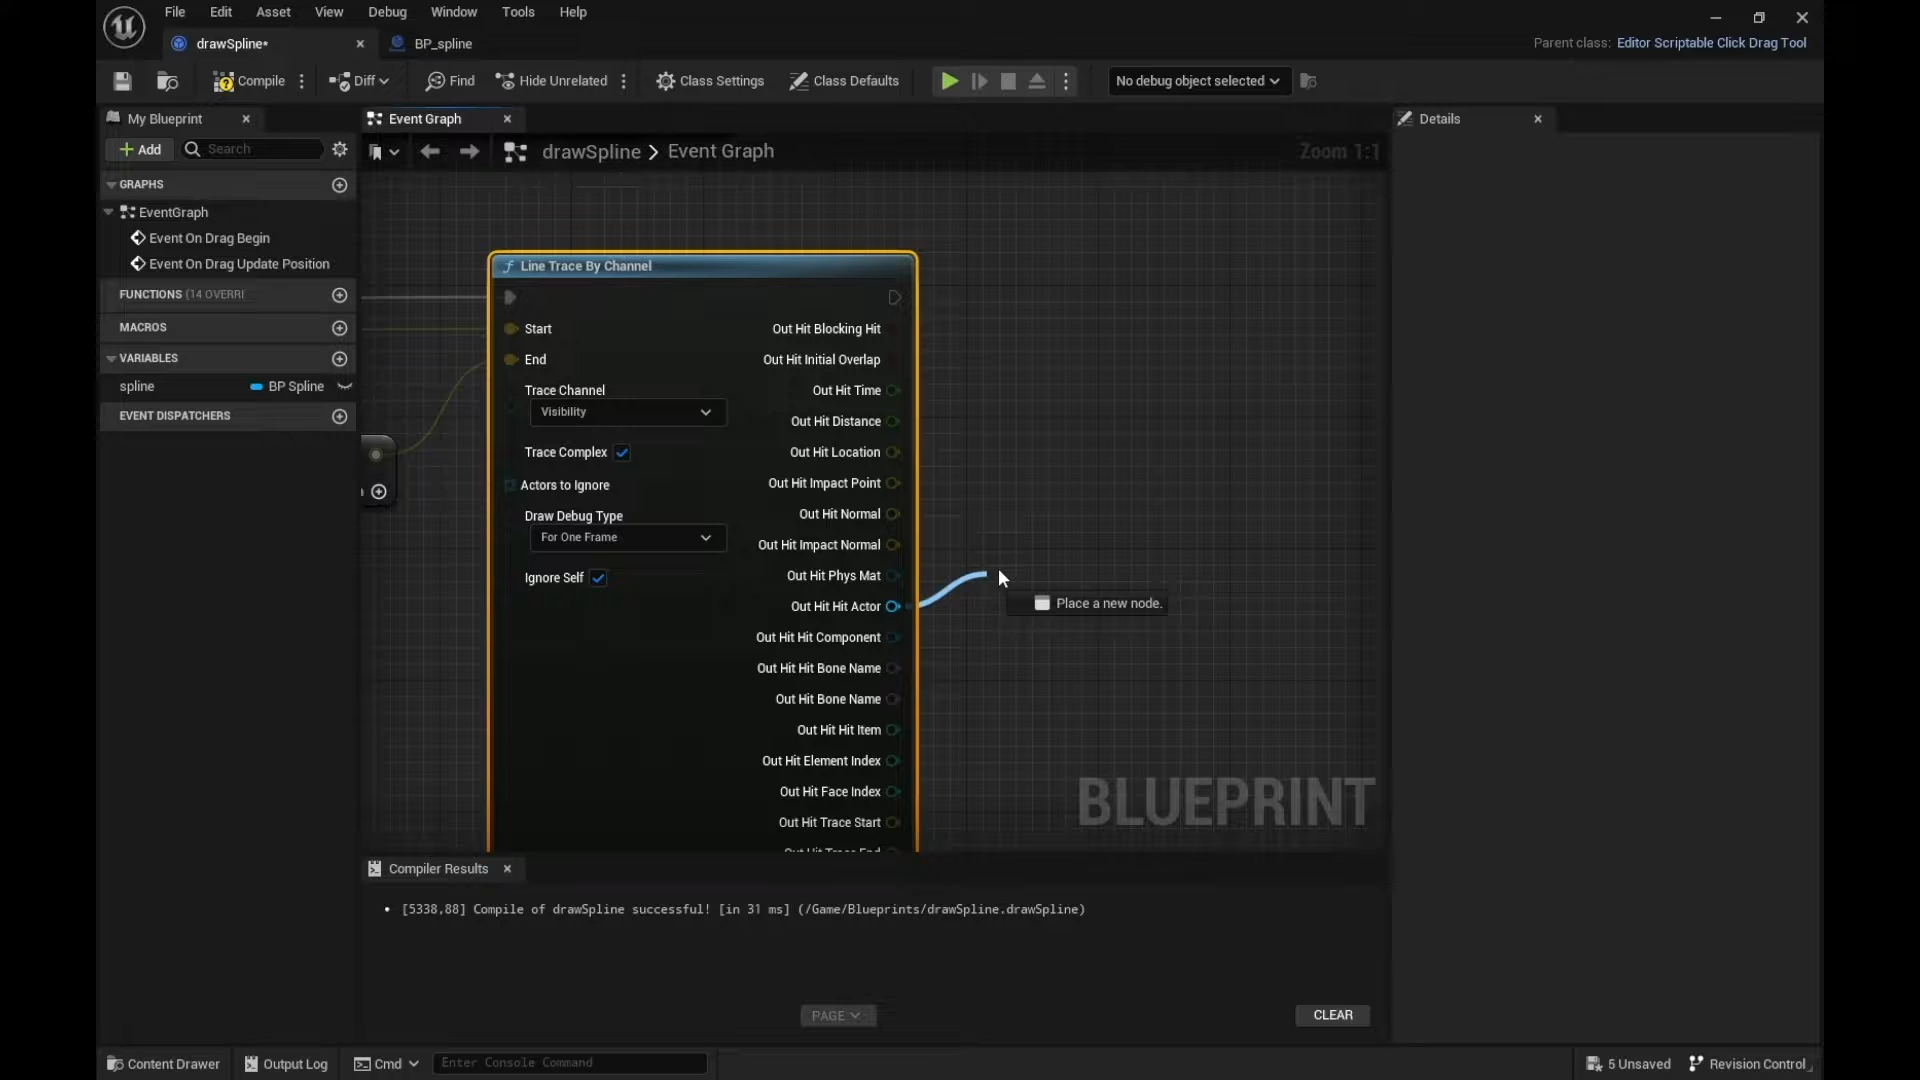 File Edit Asset View Debug Window Tools Help
drawSpline*
BP_spline
Parent class: Editor Scriptable Click Drag Tool
Compile
Diff
Find
Hide Unrelated
Class Settings
Class Defaults
No debug object selected
My Blueprint
Event Graph
Details
Add
Search
drawSpline > Event Graph
Zoom 1:1
GRAPHS
EventGraph
Event On Drag Begin
Event On Drag Update Position
FUNCTIONS (14 OVERRI
MACROS
VARIABLES
spline BP Spline
EVENT DISPATCHERS
f Line Trace By Channel
Start
End
Trace Channel
Visibility
Trace Complex
Actors to Ignore
Draw Debug Type
For One Frame
Ignore Self
Out Hit Blocking Hit
Out Hit Initial Overlap
Out Hit Time
Out Hit Distance
Out Hit Location
Out Hit Impact Point
Out Hit Normal
Out Hit Impact Normal
Out Hit Phys Mat
Out Hit Hit Actor
Out Hit Hit Component
Out Hit Hit Bone Name
Out Hit Bone Name
Out Hit Hit Item
Out Hit Element Index
Out Hit Face Index
Out Hit Trace Start
Out Hit Trace End
Place a new node.
BLUEPRINT
Compiler Results
• [5338,88] Compile of drawSpline successful! [in 31 ms] (/Game/Blueprints/drawSpline.drawSpline)
PAGE
CLEAR
Content Drawer
Output Log
Cmd
Enter Console Command
5 Unsaved
Revision Control